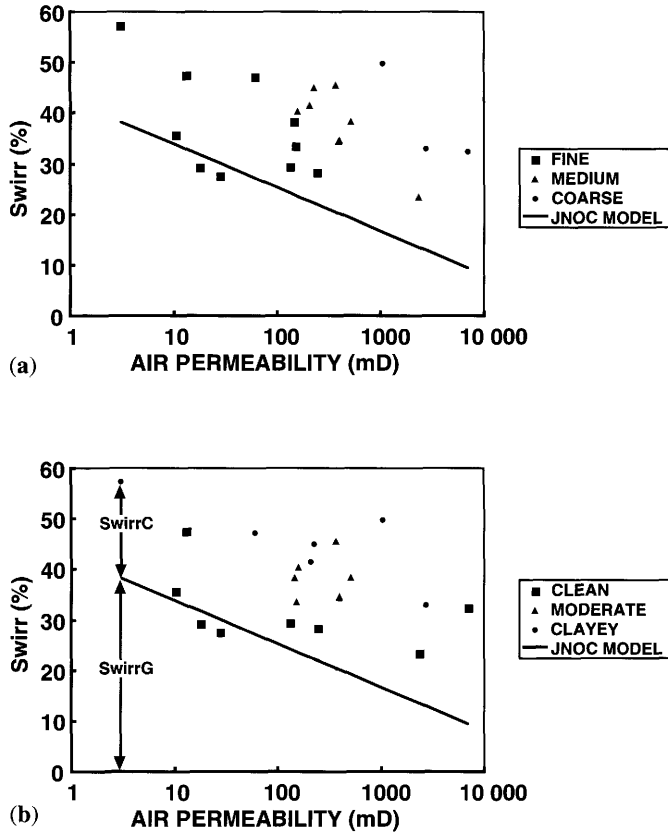 60
50
40
30
20
10
0
Swirr (%)
1 10 100 1000 10 000
AIR PERMEABILITY (mD)
(a)
FINE
MEDIUM
COARSE
JNOC MODEL
60
50
40
30
20
10
0
Swirr (%)
SwirrC
SwirrG
1 10 100 1000 10 000
AIR PERMEABILITY (mD)
(b)
CLEAN
MODERATE
CLAYEY
JNOC MODEL